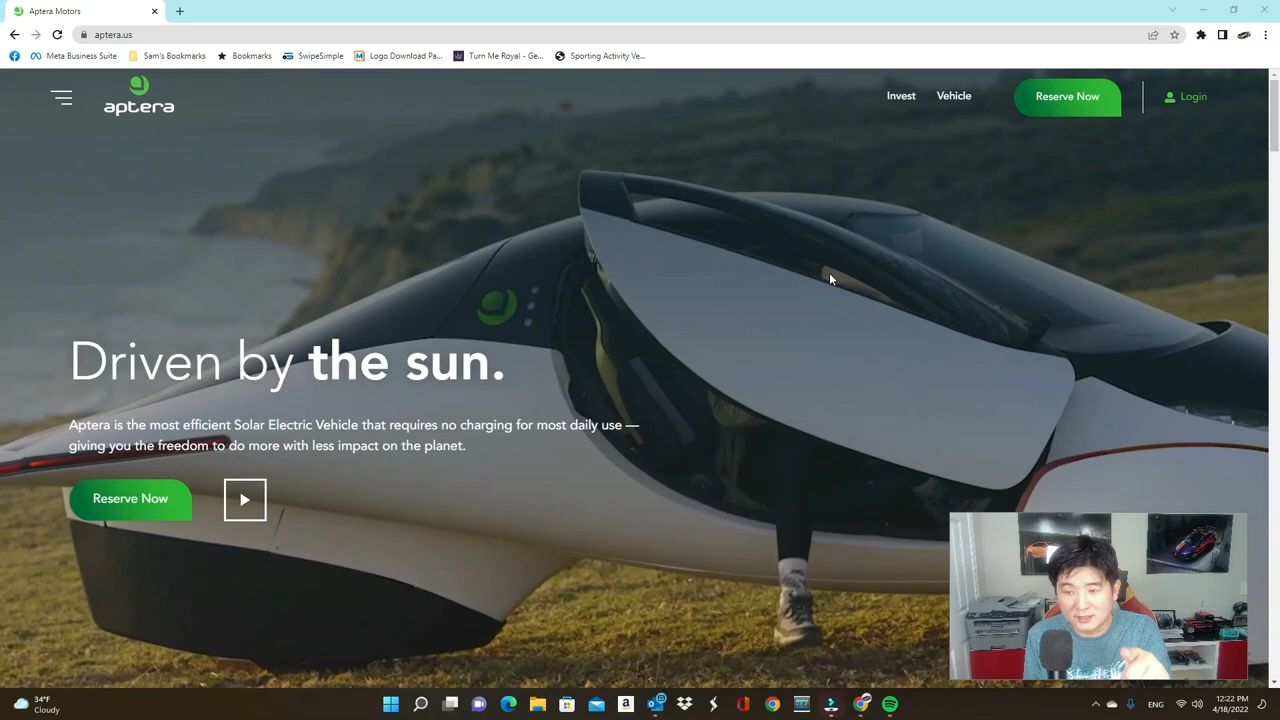 Aptera Motors
aptera.us
Meta Business Suite
Sam's Bookmarks
Bookmarks
SwipeSimple
Logo Download Pa...
Turn Me Royal - Ge...
Sporting Activity Ve...
aptera
Invest
Vehicle
Reserve Now
Login
Driven by the sun.
Aptera is the most efficient Solar Electric Vehicle that requires no charging for most daily use —
giving you the freedom to do more with less impact on the planet.
Reserve Now
34°F
Cloudy
ENG
12:22 PM
4/18/2022